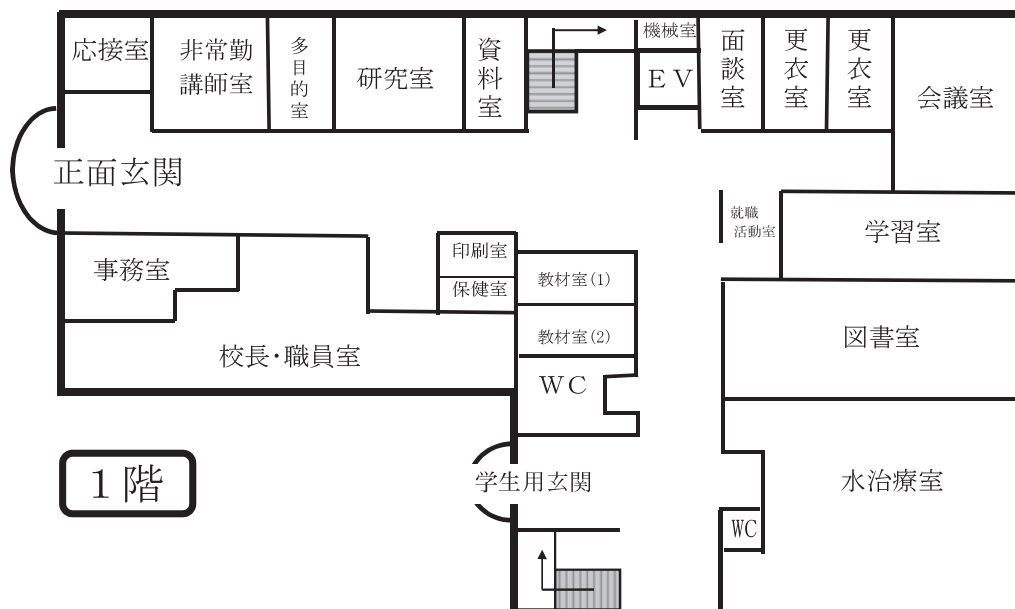 応接室
非常勤
講師室
多目的室
研究室
資料室
機械室
EV
面談室
更衣室
更衣室
会議室
正面玄関
就職
活動室
学習室
事務室
印刷室
保健室
教材室(1)
教材室(2)
校長・職員室
WC
図書室
1階
学生用玄関
水治療室
WC